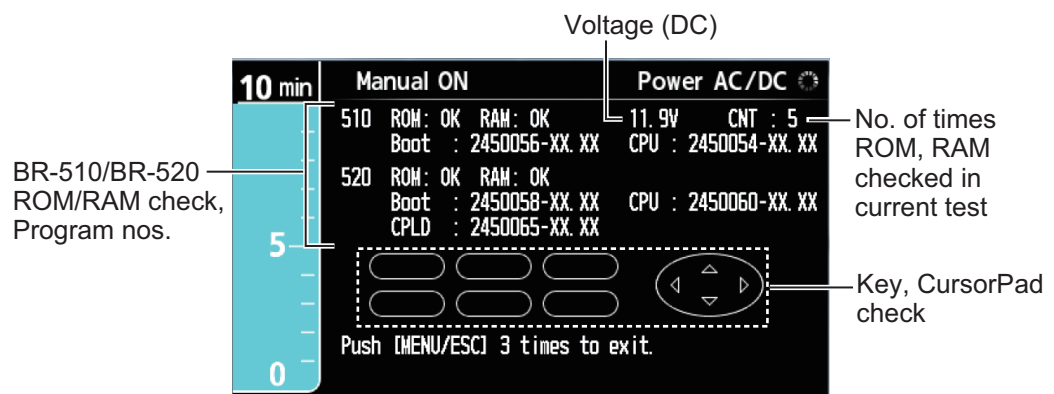 Voltage (DC)
10 min
Manual ON
Power AC/DC
510 ROM: OK RAM: OK 11.9V CNT : 5
Boot : 2450056-XX.XX CPU : 2450054-XX.XX
520 ROM: OK RAM: OK
Boot : 2450058-XX.XX CPU : 2450060-XX.XX
CPLD : 2450065-XX.XX
5
Push [MENU/ESC] 3 times to exit.
0
BR-510/BR-520
ROM/RAM check,
Program nos.
No. of times
ROM, RAM
checked in
current test
Key, CursorPad
check